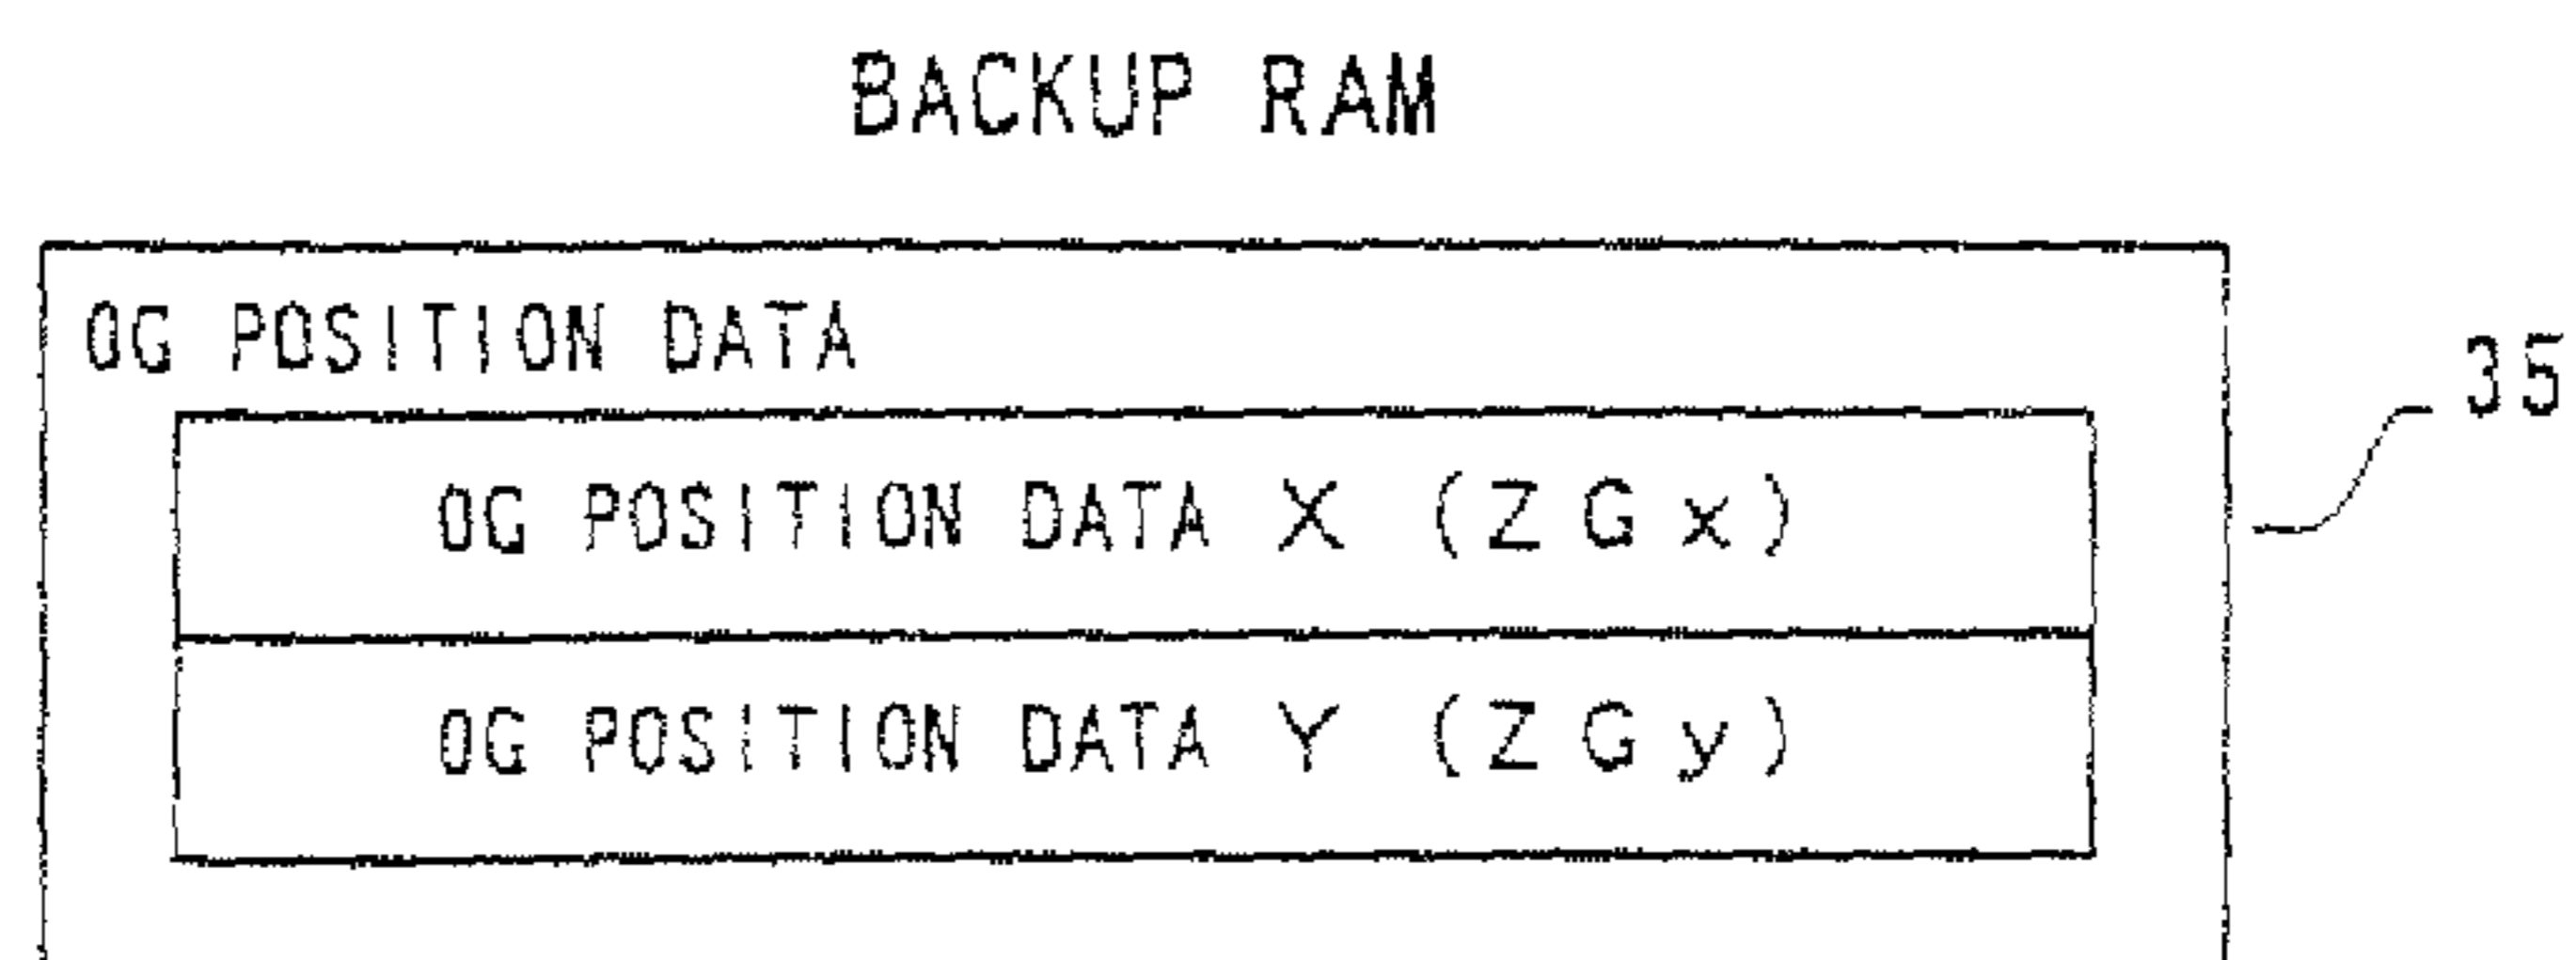 BACKUP RAM
0G POSITION DATA
35
0G POSITION DATA X (ZGx)
0G POSITION DATA Y (ZGy)